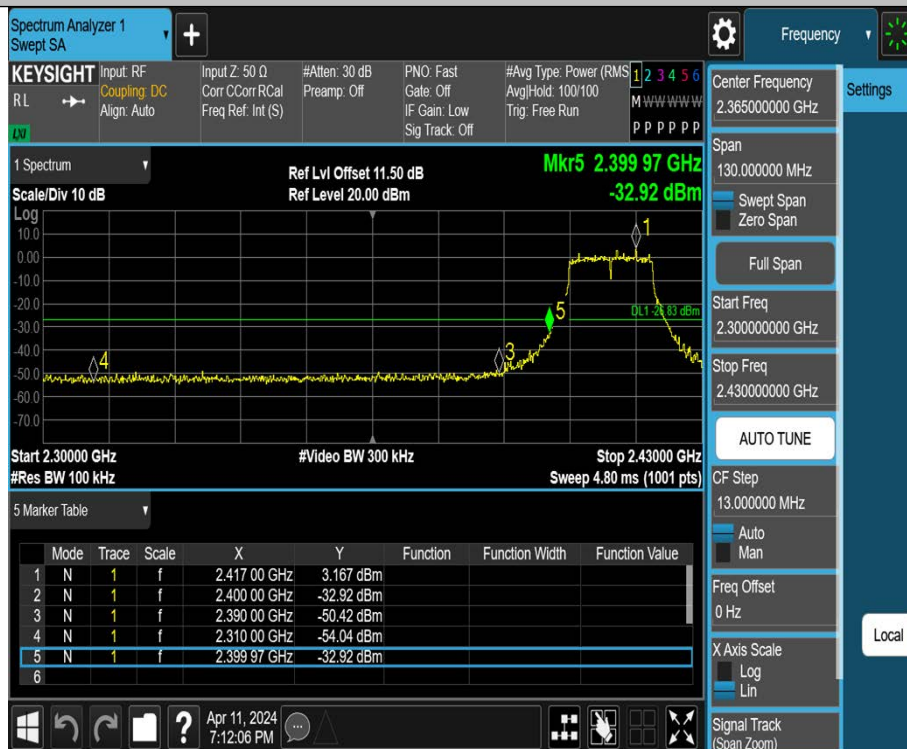 Spectrum Analyzer 1
Swept SA
+
Frequency
KEYSIGHT
RL
LXI
Input: RF
Coupling: DC
Align: Auto
Input Z: 50 Ω
Corr CCorr RCal
Freq Ref: Int (S)
#Atten: 30 dB
Preamp: Off
PNO: Fast
Gate: Off
IF Gain: Low
Sig Track: Off
#Avg Type: Power (RMS
Avg|Hold: 100/100
Trig: Free Run
1 2 3 4 5 6
M W W W W W
P P P P P P
1 Spectrum
Scale/Div 10 dB
Ref Lvl Offset 11.50 dB
Ref Level 20.00 dBm
Mkr5 2.399 97 GHz
-32.92 dBm
Log
10.0
0.00
-10.0
-20.0
-30.0
-40.0
-50.0
-60.0
-70.0
1
5
DL1 -26.83 dBm
3
4
Start 2.30000 GHz
#Video BW 300 kHz
Stop 2.43000 GHz
#Res BW 100 kHz
Sweep 4.80 ms (1001 pts)
5 Marker Table
Mode Trace Scale X Y Function Function Width Function Value
1 N 1 f 2.417 00 GHz 3.167 dBm
2 N 1 f 2.400 00 GHz -32.92 dBm
3 N 1 f 2.390 00 GHz -50.42 dBm
4 N 1 f 2.310 00 GHz -54.04 dBm
5 N 1 f 2.399 97 GHz -32.92 dBm
6
?
Apr 11, 2024
7:12:06 PM
Center Frequency
2.365000000 GHz
Settings
Span
130.000000 MHz
Swept Span
Zero Span
Full Span
Start Freq
2.300000000 GHz
Stop Freq
2.430000000 GHz
AUTO TUNE
CF Step
13.000000 MHz
Auto
Man
Freq Offset
0 Hz
Local
X Axis Scale
Log
Lin
Signal Track
(Span Zoom)